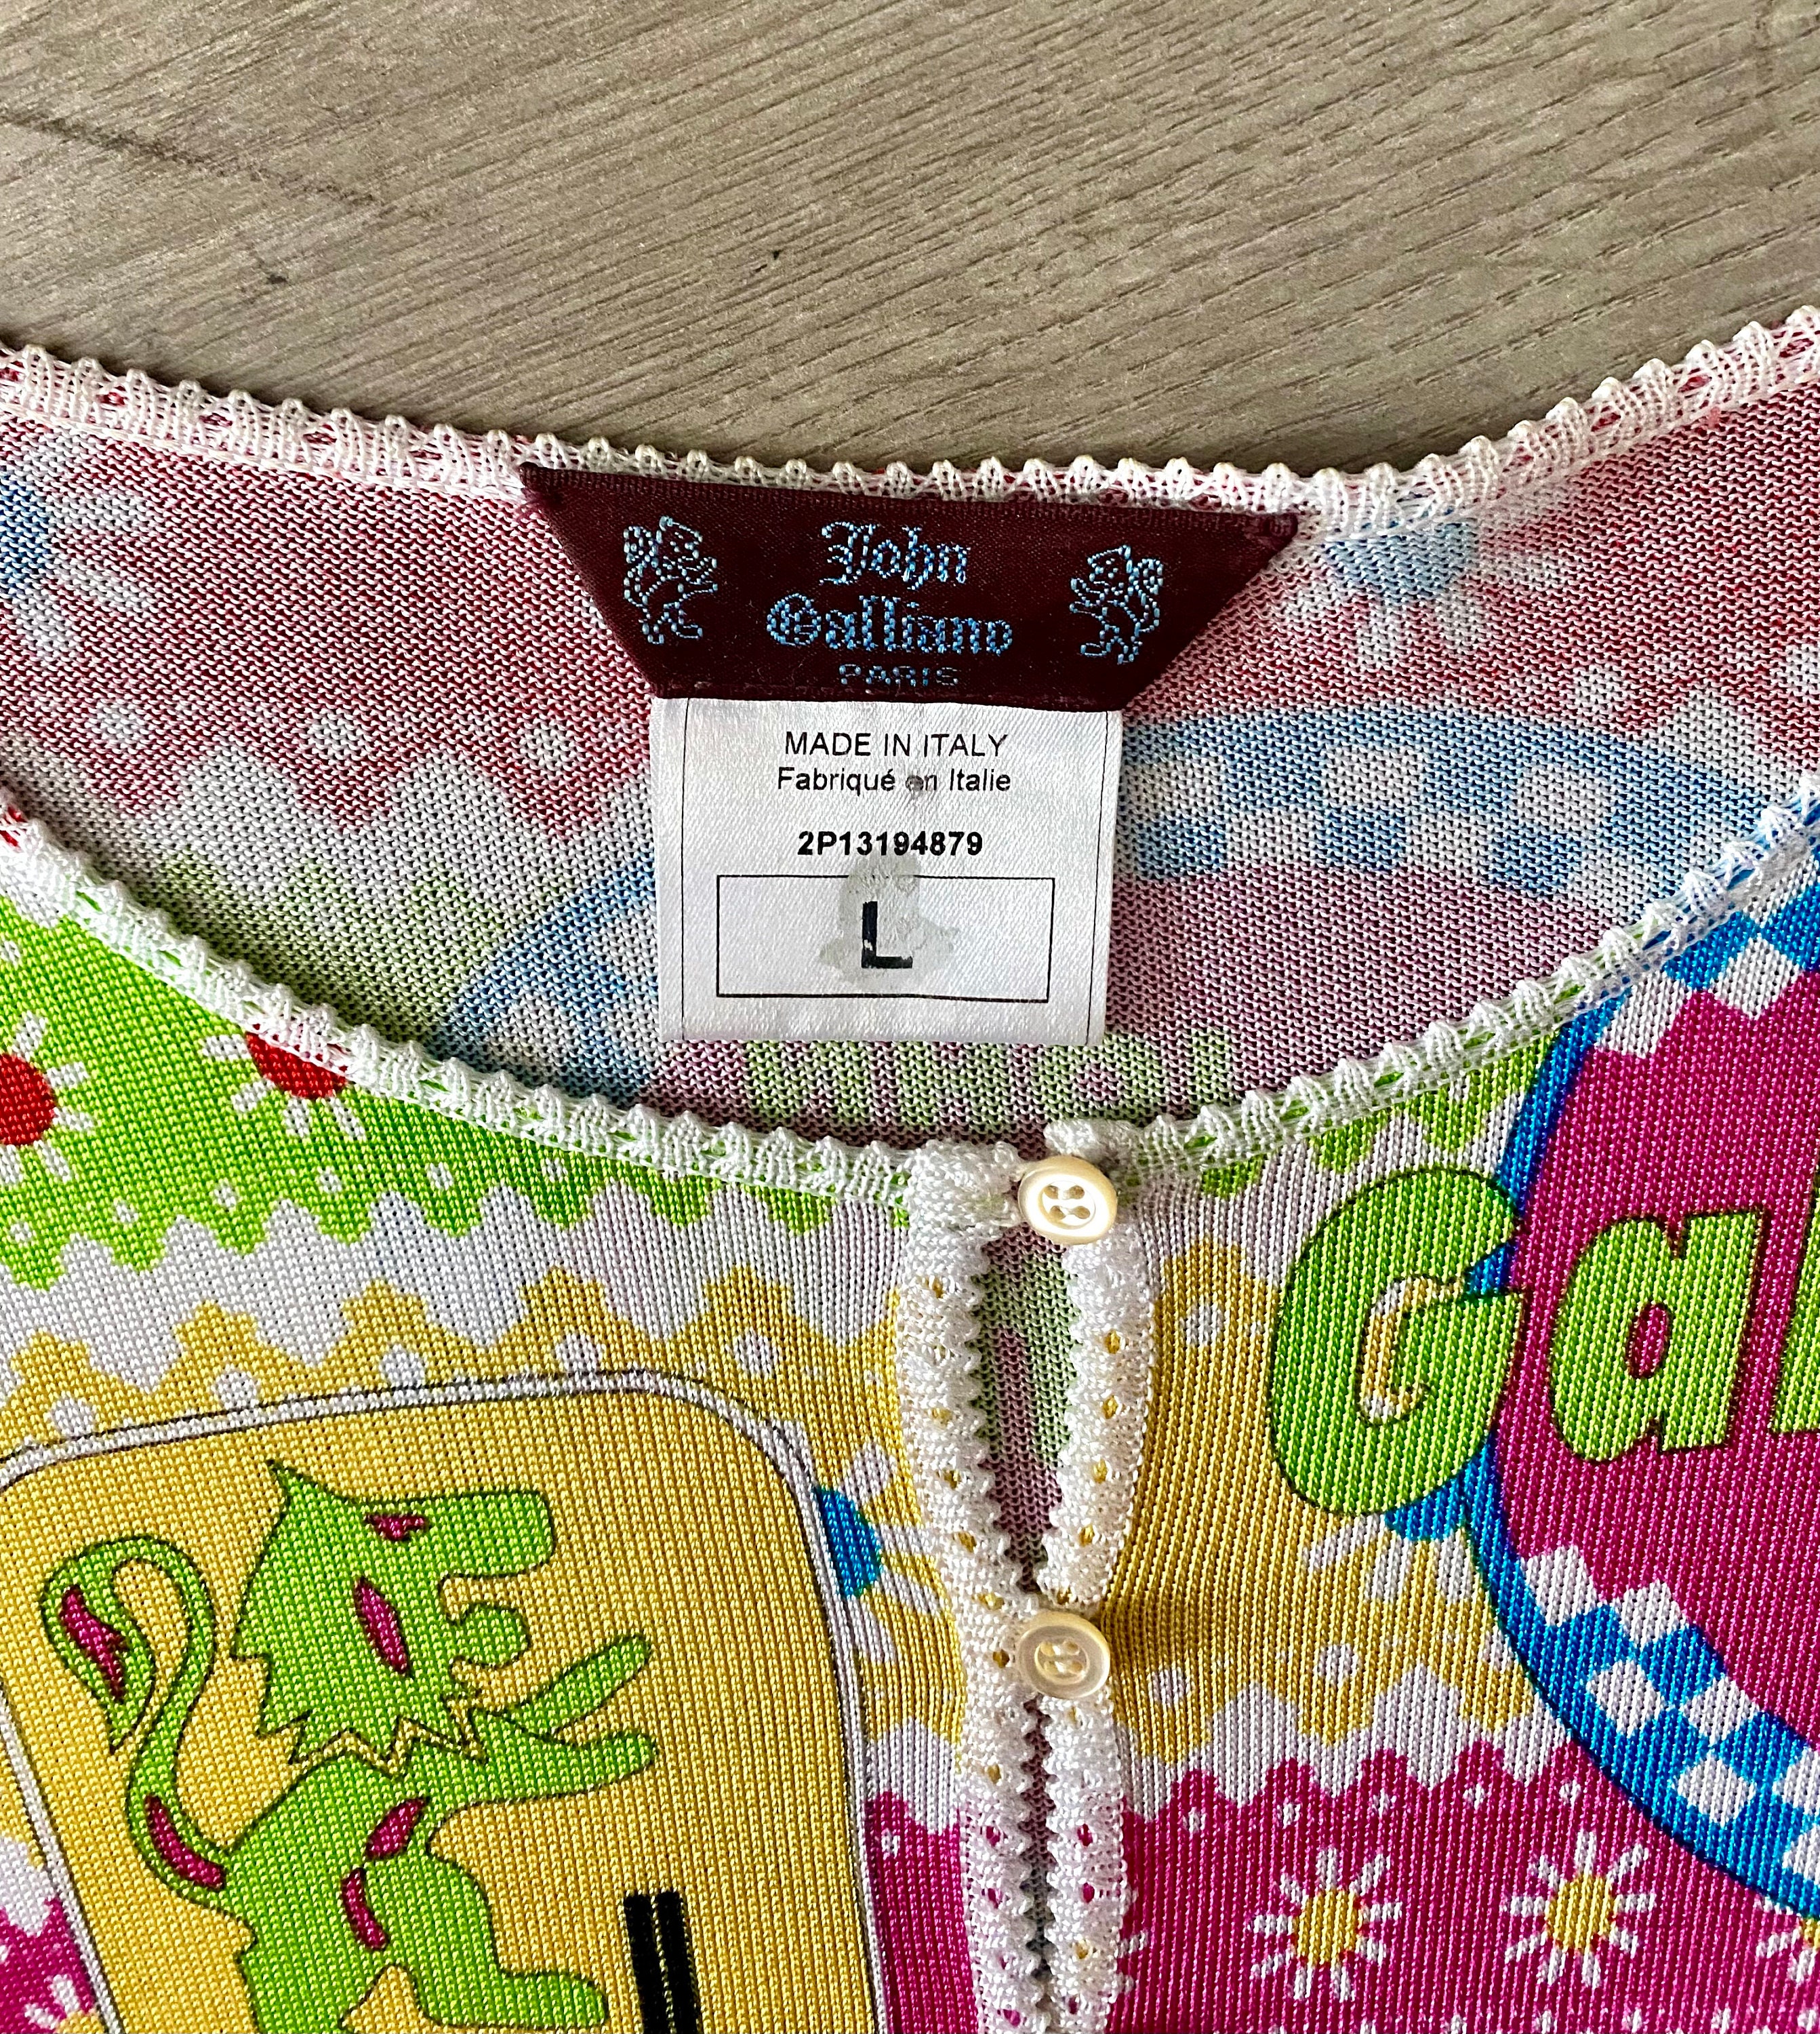 John
Galliano
PARIS
MADE IN ITALY
Fabriqué en Italie
2P13194879
L
Ga